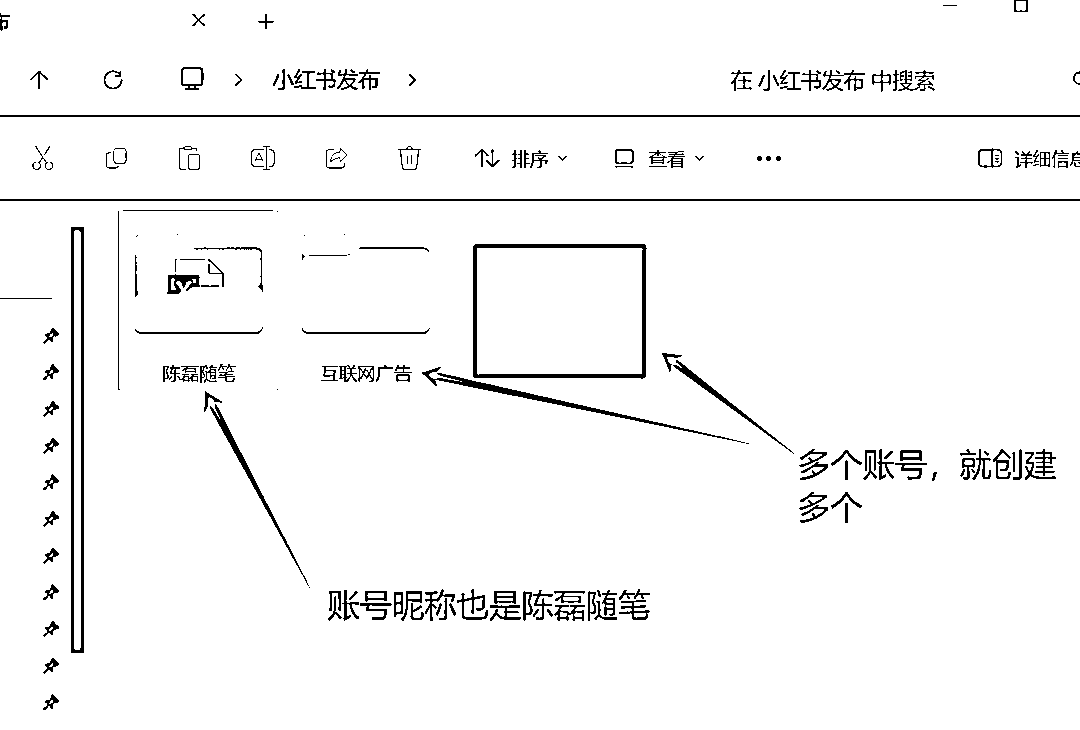 布
小红书发布
在 小红书发布 中搜索
排序
查看
详细信息
陈磊随笔
互联网广告
多个账号，就创建
多个
账号昵称也是陈磊随笔